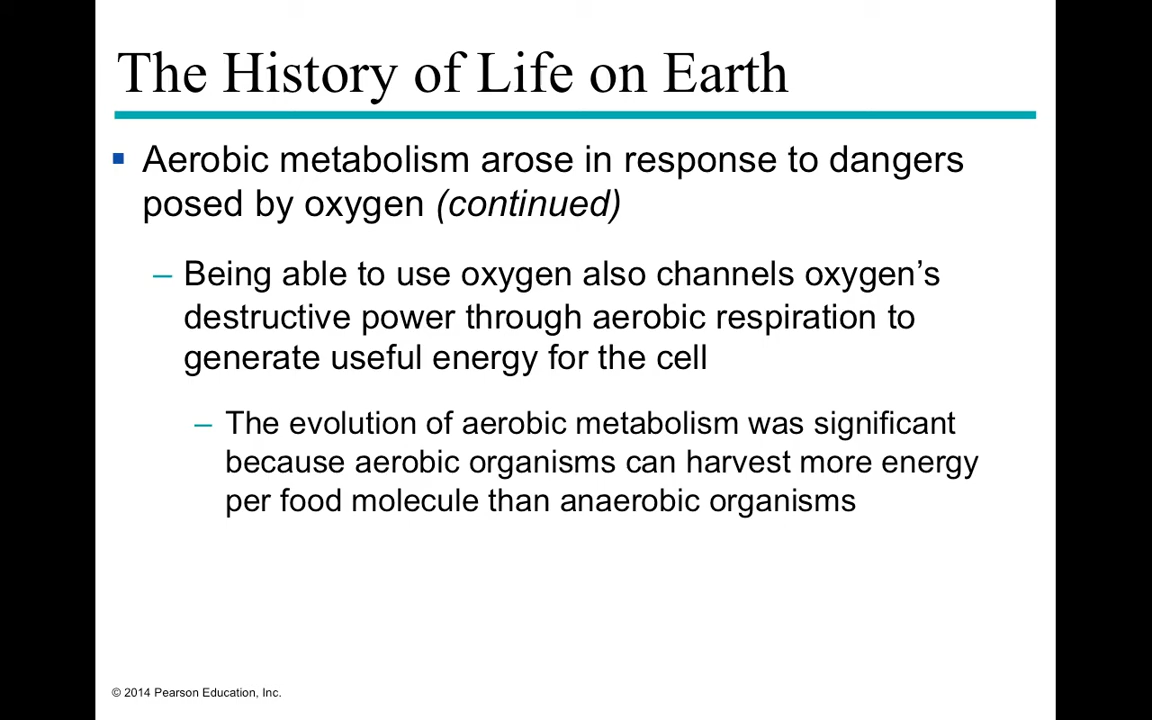 The History of Life on Earth
▪ Aerobic metabolism arose in response to dangers
posed by oxygen (continued)
– Being able to use oxygen also channels oxygen’s
destructive power through aerobic respiration to
generate useful energy for the cell
– The evolution of aerobic metabolism was significant
because aerobic organisms can harvest more energy
per food molecule than anaerobic organisms
© 2014 Pearson Education, Inc.